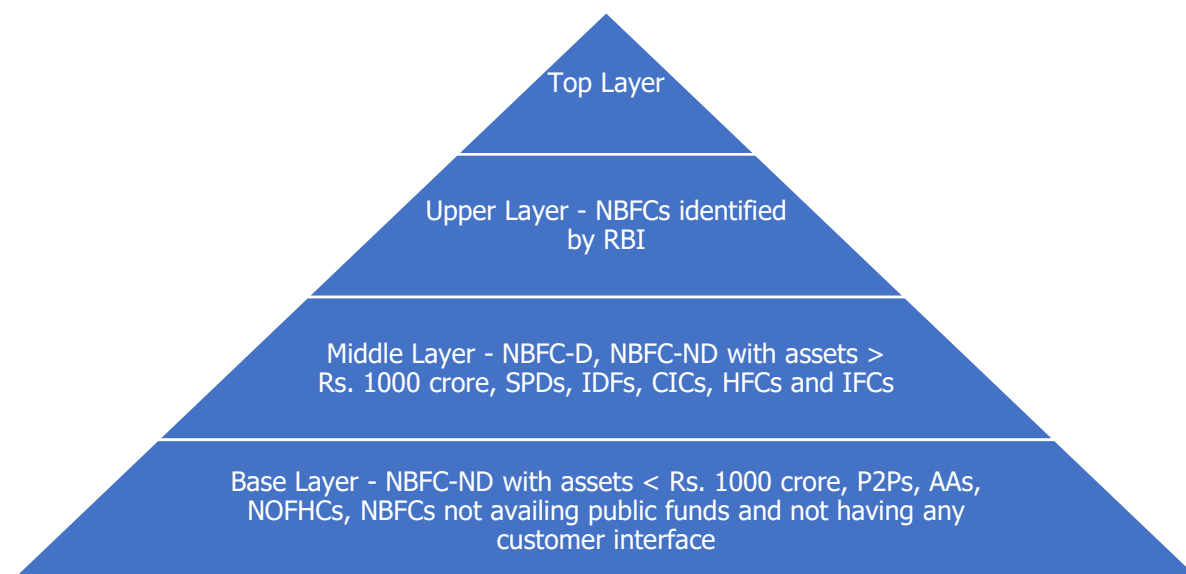 Top Layer
Upper Layer - NBFCs identified
by RBI
Middle Layer - NBFC-D, NBFC-ND with assets >
Rs. 1000 crore, SPDs, IDFs, CICs, HFCs and IFCs
Base Layer - NBFC-ND with assets < Rs. 1000 crore, P2Ps, AAs,
NOFHCs, NBFCs not availing public funds and not having any
customer interface